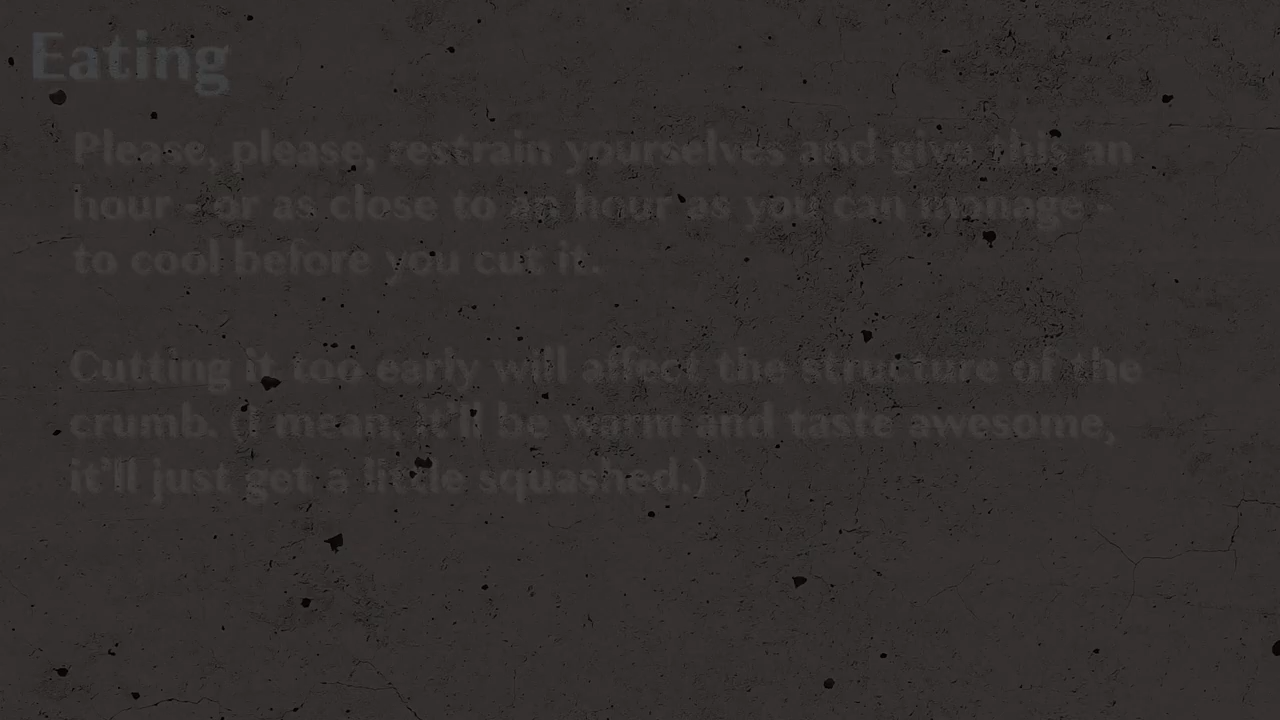 Eating
Please, please, restrain yourselves and give this an
hour - or as close to an hour as you can manage -
to cool before you cut it.
Cutting it too early will affect the structure of the
crumb. (I mean, it'll be warm and taste awesome,
it'll just get a little squashed.)